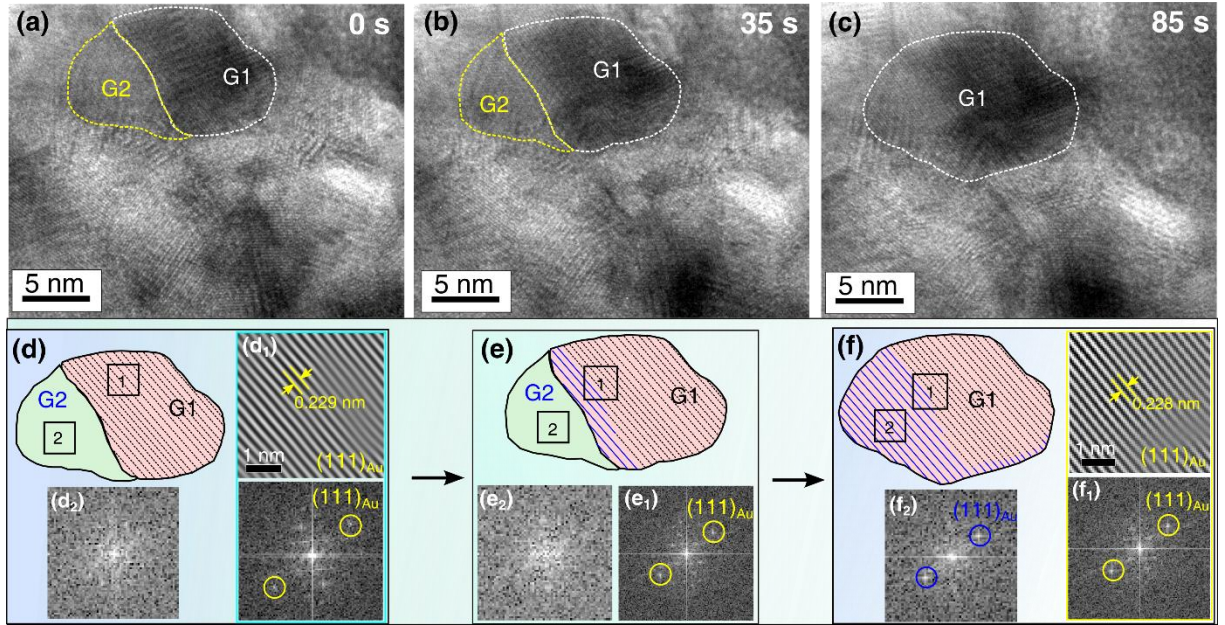 (a) 0 s
G2 G1
5 nm
(b) 35 s
G2 G1
5 nm
(c) 85 s
G1
5 nm
(d)
1
G2 G1
2
(d1)
0.229 nm
1 nm (111)Au
(d2)
(111)Au
(e)
1
G2 G1
2
(e2)
(e1)
(111)Au
(f)
1 G1
2
0.228 nm
1 nm
(111)Au
(f2) (111)Au
(f1) (111)Au